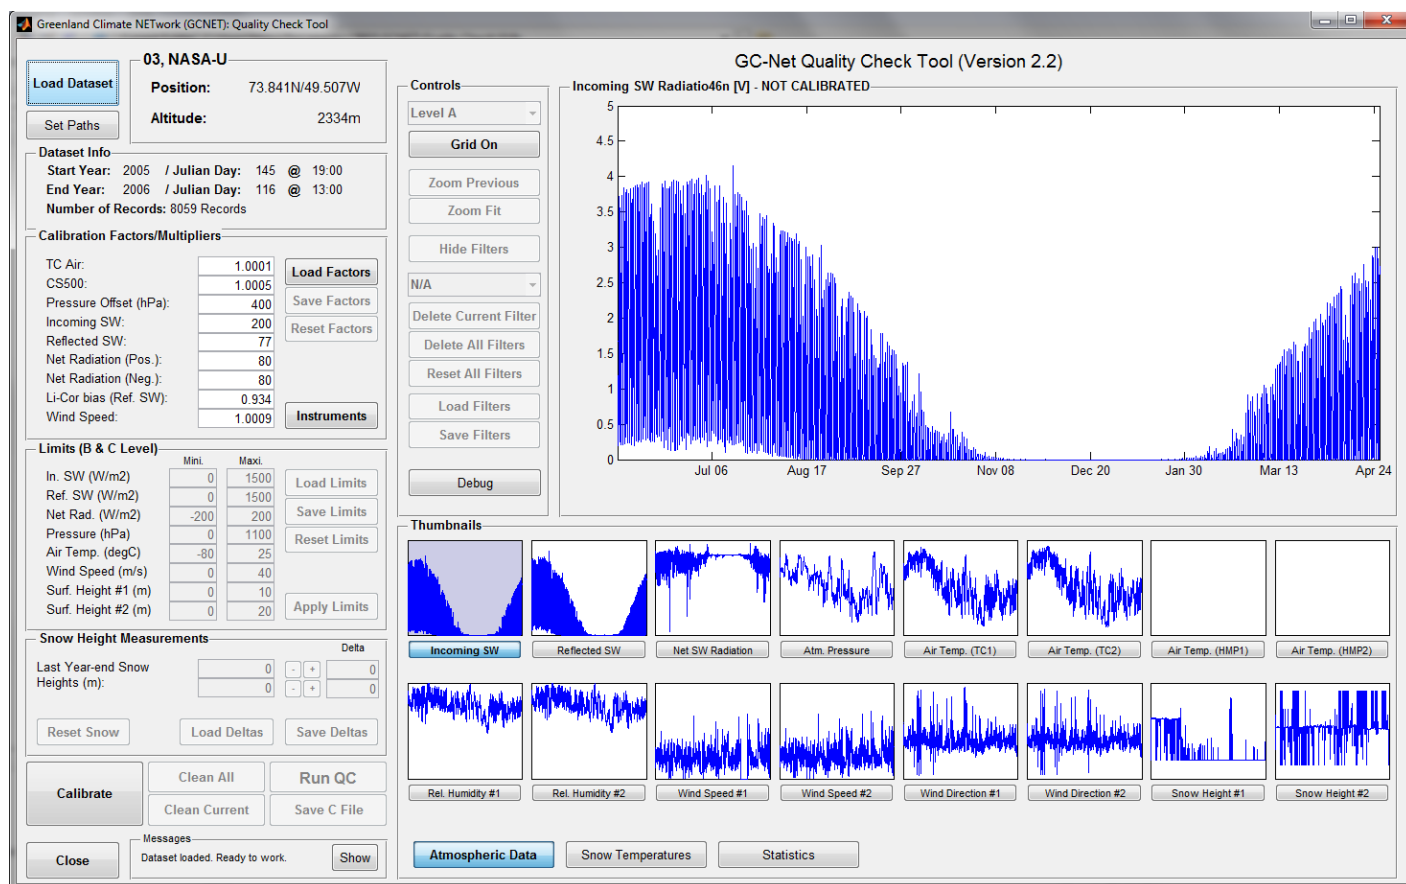 Greenland Climate NETwork (GCNET): Quality Check Tool
GC-Net Quality Check Tool (Version 2.2)
Load Dataset
Set Paths
03, NASA-U
Position: 73.841N/49.507W
Altitude: 2334m
Dataset Info
Start Year: 2005 / Julian Day: 145 @ 19:00
End Year: 2006 / Julian Day: 116 @ 13:00
Number of Records: 8059 Records
Calibration Factors/Multipliers
TC Air: 1.0001
CS500: 1.0005
Pressure Offset (hPa): 400
Incoming SW: 200
Reflected SW: 77
Net Radiation (Pos.): 80
Net Radiation (Neg.): 80
Li-Cor bias (Ref. SW): 0.934
Wind Speed: 1.0009
Load Factors
Save Factors
Reset Factors
Instruments
Limits (B & C Level)
Mini. Maxi.
In. SW (W/m2) 0 1500
Ref. SW (W/m2) 0 1500
Net Rad. (W/m2) -200 200
Pressure (hPa) 0 1100
Air Temp. (degC) -80 25
Wind Speed (m/s) 0 40
Surf. Height #1 (m) 0 10
Surf. Height #2 (m) 0 20
Load Limits
Save Limits
Reset Limits
Apply Limits
Snow Height Measurements
Delta
Last Year-end Snow
Heights (m):
0 - + 0
0 - + 0
Reset Snow
Load Deltas
Save Deltas
Calibrate
Clean All
Run QC
Clean Current
Save C File
Close
Messages
Dataset loaded. Ready to work.
Show
Controls
Level A
Grid On
Zoom Previous
Zoom Fit
Hide Filters
N/A
Delete Current Filter
Delete All Filters
Reset All Filters
Load Filters
Save Filters
Debug
Incoming SW Radiatio46n [V] - NOT CALIBRATED
5
4.5
4
3.5
3
2.5
2
1.5
1
0.5
0
Jul 06 Aug 17 Sep 27 Nov 08 Dec 20 Jan 30 Mar 13 Apr 24
Thumbnails
Incoming SW Reflected SW Net SW Radiation Atm. Pressure Air Temp. (TC1) Air Temp. (TC2) Air Temp. (HMP1) Air Temp. (HMP2)
Rel. Humidity #1 Rel. Humidity #2 Wind Speed #1 Wind Speed #2 Wind Direction #1 Wind Direction #2 Snow Height #1 Snow Height #2
Atmospheric Data
Snow Temperatures
Statistics